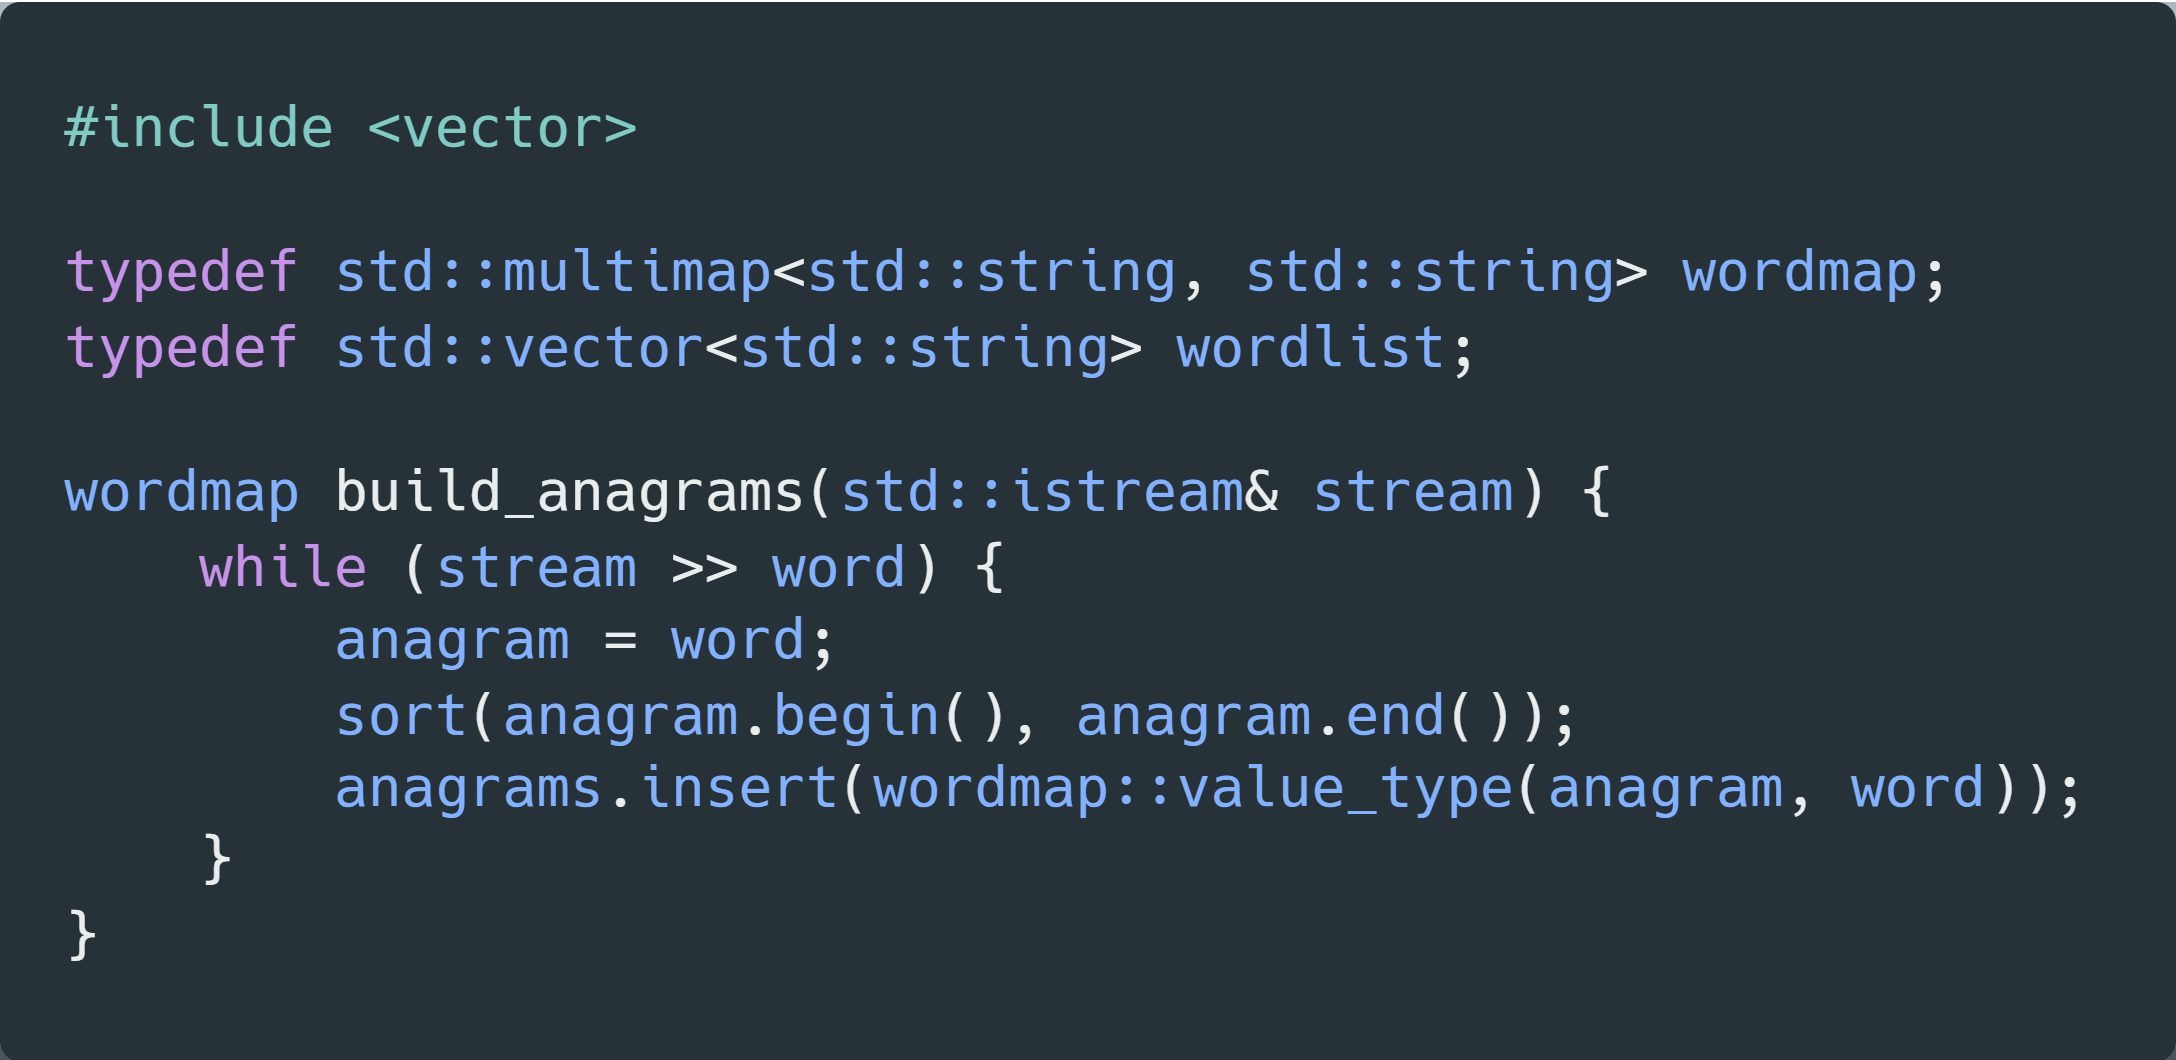 #include <vector>
typedef std::multimap<std::string, std::string> wordmap;
typedef std::vector<std::string> wordlist;
wordmap build_anagrams(std::istream& stream) {
    while (stream >> word) {
        anagram = word;
        sort(anagram.begin(), anagram.end());
        anagrams.insert(wordmap::value_type(anagram, word));
    }
}